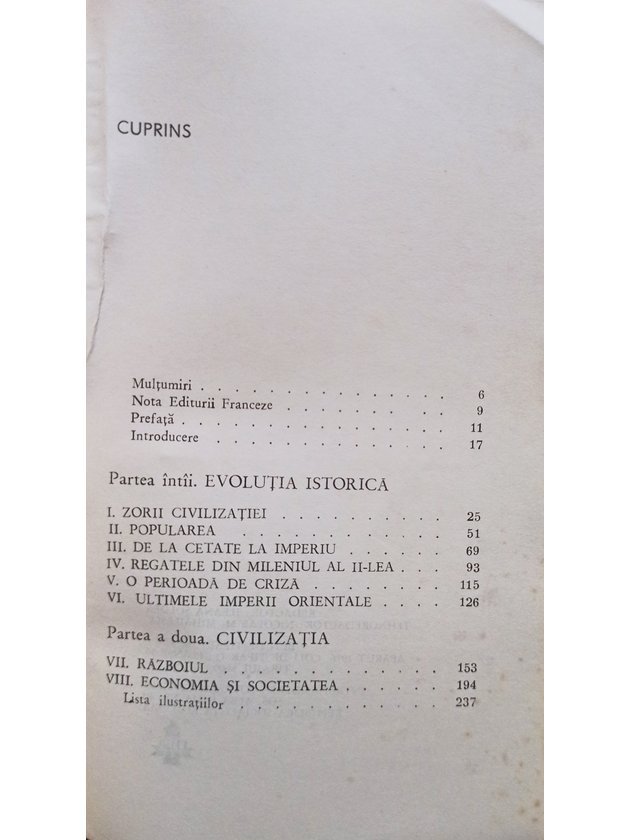 CUPRINS
Mulțumiri . . . . . . . . . . . . . . . 6
Nota Editurii Franceze . . . . . . . . . . 9
Prefață . . . . . . . . . . . . . . . . 11
Introducere . . . . . . . . . . . . . . 17
Partea întîi. EVOLUȚIA ISTORICĂ
I. ZORII CIVILIZAȚIEI . . . . . . . . . . 25
II. POPULAREA . . . . . . . . . . . . . 51
III. DE LA CETATE LA IMPERIU . . . . . . . 69
IV. REGATELE DIN MILENIUL AL II-LEA . . . 93
V. O PERIOADĂ DE CRIZĂ . . . . . . . . . 115
VI. ULTIMELE IMPERII ORIENTALE . . . . . 126
Partea a doua. CIVILIZAȚIA
VII. RĂZBOIUL . . . . . . . . . . . . . 153
VIII. ECONOMIA ȘI SOCIETATEA . . . . . . 194
Lista ilustrațiilor . . . . . . . . . . . 237